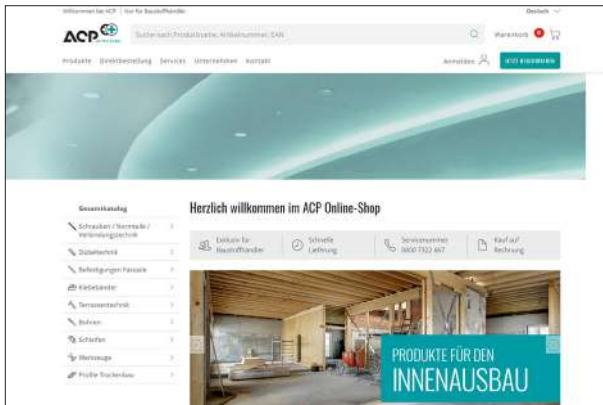 Willkommen bei ACP | Nur für Baustoffhändler
Deutsch
ACP
Suche nach Produktname, Artikelnummer, EAN
Warenkorb 0
Produkte Direktbestellung Services Unternehmen Kontakt
Anmelden
JETZT REGISTRIEREN
Gesamtkatalog
Schrauben / Normteile /
Verbindungstechnik
Dübeltechnik
Befestigungen Fassade
Klebebänder
Terrassentechnik
Bohren
Schleifen
Werkzeuge
Profile Trockenbau
Herzlich willkommen im ACP Online-Shop
Exklusiv für
Baustoffhändler
Schnelle
Lieferung
Servicenummer
0800 7322 667
Kauf auf
Rechnung
PRODUKTE FÜR DEN
INNENAUSBAU